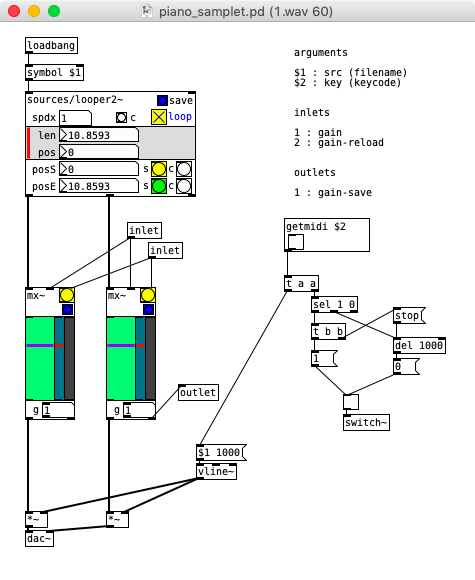 piano_samplet.pd (1.wav 60)
loadbang
symbol $1
sources/looper2~
save
spdx 1 c loop
len 10.8593
pos 0
posS 0 s c
posE 10.8593 s c
arguments
$1 : src (filename)
$2 : key (keycode)
inlets
1 : gain
2 : gain-reload
outlets
1 : gain-save
inlet
inlet
getmidi $2
mx~
mx~
t a a
sel 1 0
stop
t b b
del 1000
1
0
outlet
g 1
g 1
switch~
$1 1000
vline~
*~
*~
dac~